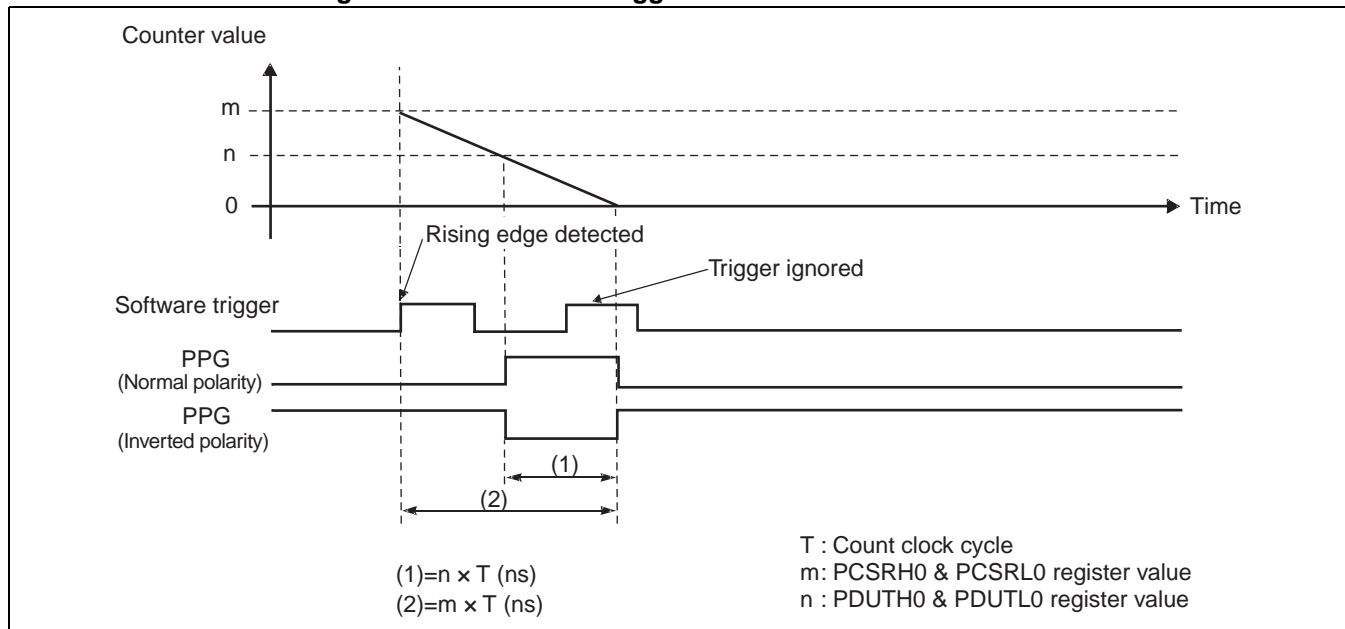 Counter value
m
n
0
Time
Rising edge detected
Trigger ignored
Software trigger
PPG
(Normal polarity)
PPG
(Inverted polarity)
(1)
(2)
(1)=n × T (ns)
(2)=m × T (ns)
T : Count clock cycle
m: PCSRH0 & PCSRL0 register value
n : PDUTH0 & PDUTL0 register value